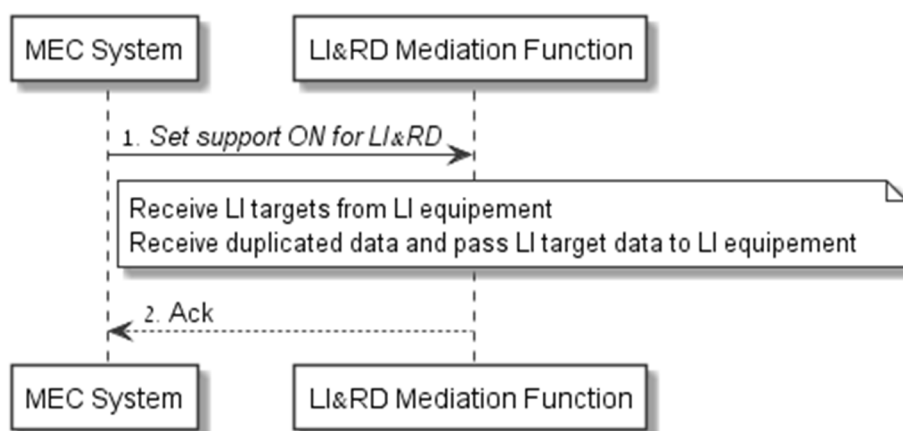 MEC System
LI&RD Mediation Function
1. Set support ON for LI&RD
Receive LI targets from LI equipement
Receive duplicated data and pass LI target data to LI equipement
2. Ack
MEC System
LI&RD Mediation Function